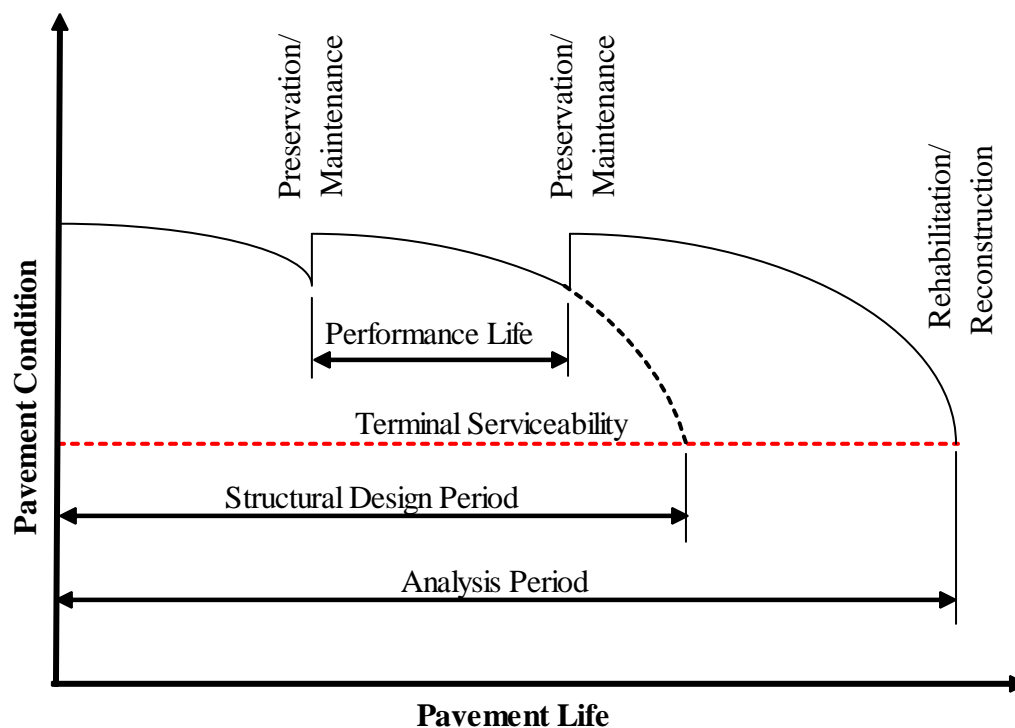 Preservation/
Maintenance
Preservation/
Maintenance
Rehabilitation/
Reconstruction
Pavement Condition
Performance Life
Terminal Serviceability
Structural Design Period
Analysis Period
Pavement Life